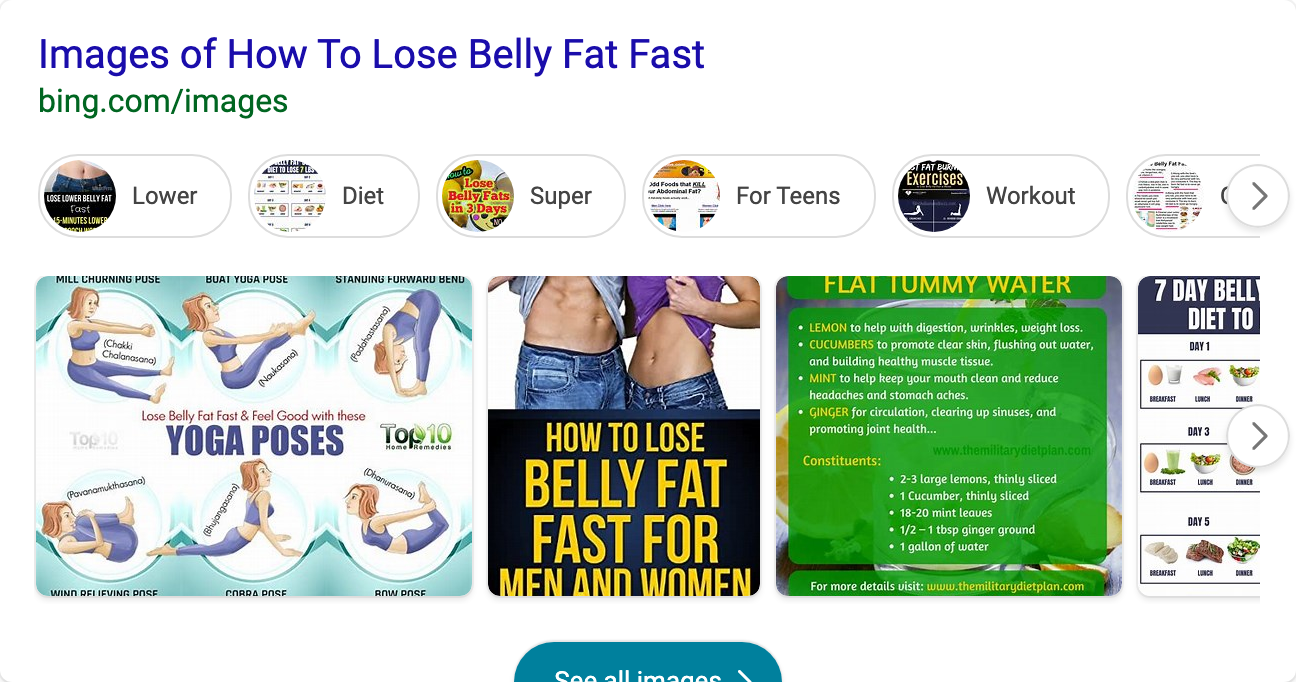 Images of How To Lose Belly Fat Fast
bing.com/images
LOSE LOWER BELLY FAT
Fast
15-MINUTES LOWER
Lower
DIET TO LOSE 7 LBS
Diet
How to
Lose
Belly Fats
in 3 Days
Super
Odd Foods that KILL
For Teens
FAT BURN
Exercises
Workout
Belly Fat
MILL CHURNING POSE
BOAT YOGA POSE
STANDING FORWARD BEND
(Chakki
Chalanasana)
(Naukasana)
(Padahastasana)
Lose Belly Fat Fast & Feel Good with these
YOGA POSES
Top10
Top10
Home Remedies
(Pavanamukthasana)
(Bhujangasana)
(Dhanurasana)
WIND RELIEVING POSE
COBRA POSE
BOW POSE
HOW TO LOSE
BELLY FAT
FAST FOR
MEN AND WOMEN
FLAT TUMMY WATER
• LEMON to help with digestion, wrinkles, weight loss.
• CUCUMBERS to promote clear skin, flushing out water,
and building healthy muscle tissue.
• MINT to help keep your mouth clean and reduce
headaches and stomach aches.
• GINGER for circulation, clearing up sinuses, and
promoting joint health...
www.themilitarydietplan.com
Constituents:
• 2-3 large lemons, thinly sliced
• 1 Cucumber, thinly sliced
• 18-20 mint leaves
• 1/2 – 1 tbsp ginger ground
• 1 gallon of water
For more details visit: www.themilitarydietplan.com
7 DAY BELLY
DIET TO
DAY 1
BREAKFAST LUNCH DINNER
DAY 3
BREAKFAST LUNCH DINNER
DAY 5
BREAKFAST LUNCH DINNER
See all images